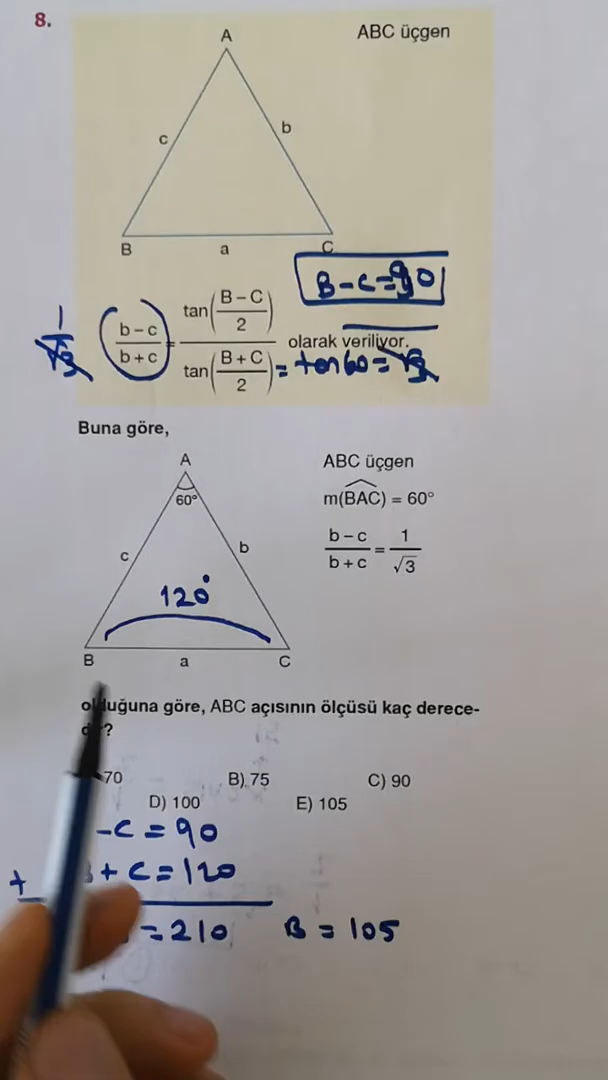 8.
ABC üçgen
A
c
b
B
a
C
B-C=90
1
√3
b-c
b+c
=
tan(B-C/2)
tan(B+C/2)
olarak veriliyor.
= tan60=√3
Buna göre,
A
ABC üçgen
60°
m(BAC) = 60°
c
b
b-c/b+c = 1/√3
120°
B
a
C
olduğuna göre, ABC açısının ölçüsü kaç derece-
70
B) 75
C) 90
D) 100
E) 105
-C=90
+
+ C=120
=210
B = 105